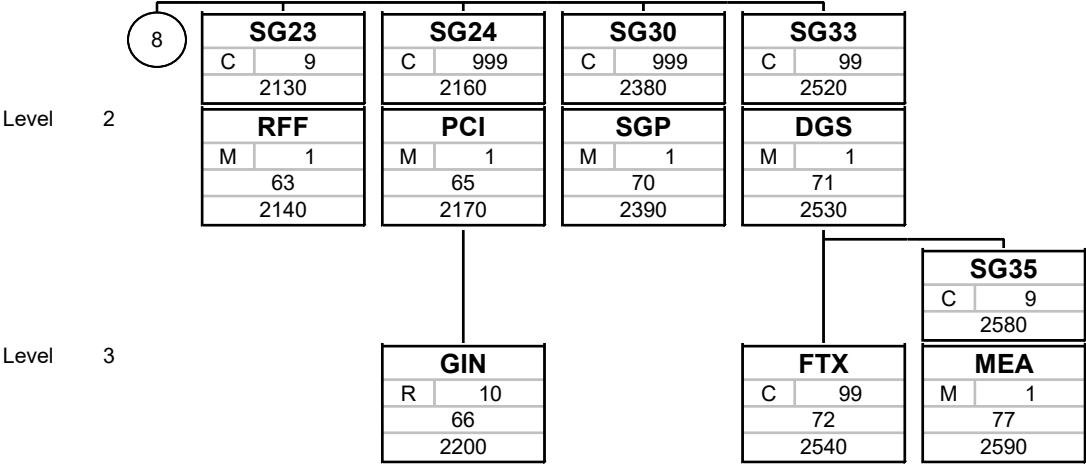 8
SG23
C 9
2130
RFF
M 1
63
2140
SG24
C 999
2160
PCI
M 1
65
2170
SG30
C 999
2380
SGP
M 1
70
2390
SG33
C 99
2520
DGS
M 1
71
2530
Level 2
SG35
C 9
2580
Level 3
GIN
R 10
66
2200
FTX
C 99
72
2540
MEA
M 1
77
2590